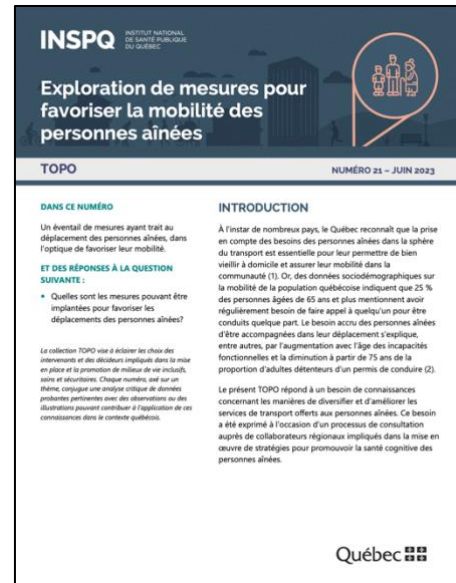 INSPQ
INSTITUT NATIONAL
DE SANTÉ PUBLIQUE
DU QUÉBEC
Exploration de mesures pour
favoriser la mobilité des
personnes aînées
TOPO
NUMÉRO 21 – JUIN 2023
DANS CE NUMÉRO
Un éventail de mesures ayant trait au
déplacement des personnes aînées, dans
l'optique de favoriser leur mobilité.
ET DES RÉPONSES À LA QUESTION
SUIVANTE :
• Quelles sont les mesures pouvant être
implantées pour favoriser les
déplacements des personnes aînées?
La collection TOPO vise à éclairer les choix des
intervenants et des décideurs impliqués dans la mise
en place et la promotion de milieux de vie inclusifs,
sains et sécuritaires. Chaque numéro, axé sur un
thème, conjugue une analyse critique de données
probantes pertinentes avec des observations ou des
illustrations pouvant contribuer à l'application de ces
connaissances dans le contexte québécois.
INTRODUCTION
À l'instar de nombreux pays, le Québec reconnaît que la prise
en compte des besoins des personnes aînées dans la sphère
du transport est essentielle pour leur permettre de bien
vieillir à domicile et assurer leur mobilité dans la
communauté (1). Or, des données sociodémographiques sur
la mobilité de la population québécoise indiquent que 25 %
des personnes âgées de 65 ans et plus mentionnent avoir
régulièrement besoin de faire appel à quelqu'un pour être
conduits quelque part. Le besoin accru des personnes aînées
d'être accompagnées dans leur déplacement s'explique,
entre autres, par l'augmentation avec l'âge des incapacités
fonctionnelles et la diminution à partir de 75 ans de la
proportion d'adultes détenteurs d'un permis de conduire (2).
Le présent TOPO répond à un besoin de connaissances
concernant les manières de diversifier et d'améliorer les
services de transport offerts aux personnes aînées. Ce besoin
a été exprimé à l'occasion d'un processus de consultation
auprès de collaborateurs régionaux impliqués dans la mise en
œuvre de stratégies pour promouvoir la santé cognitive des
personnes aînées.
Québec